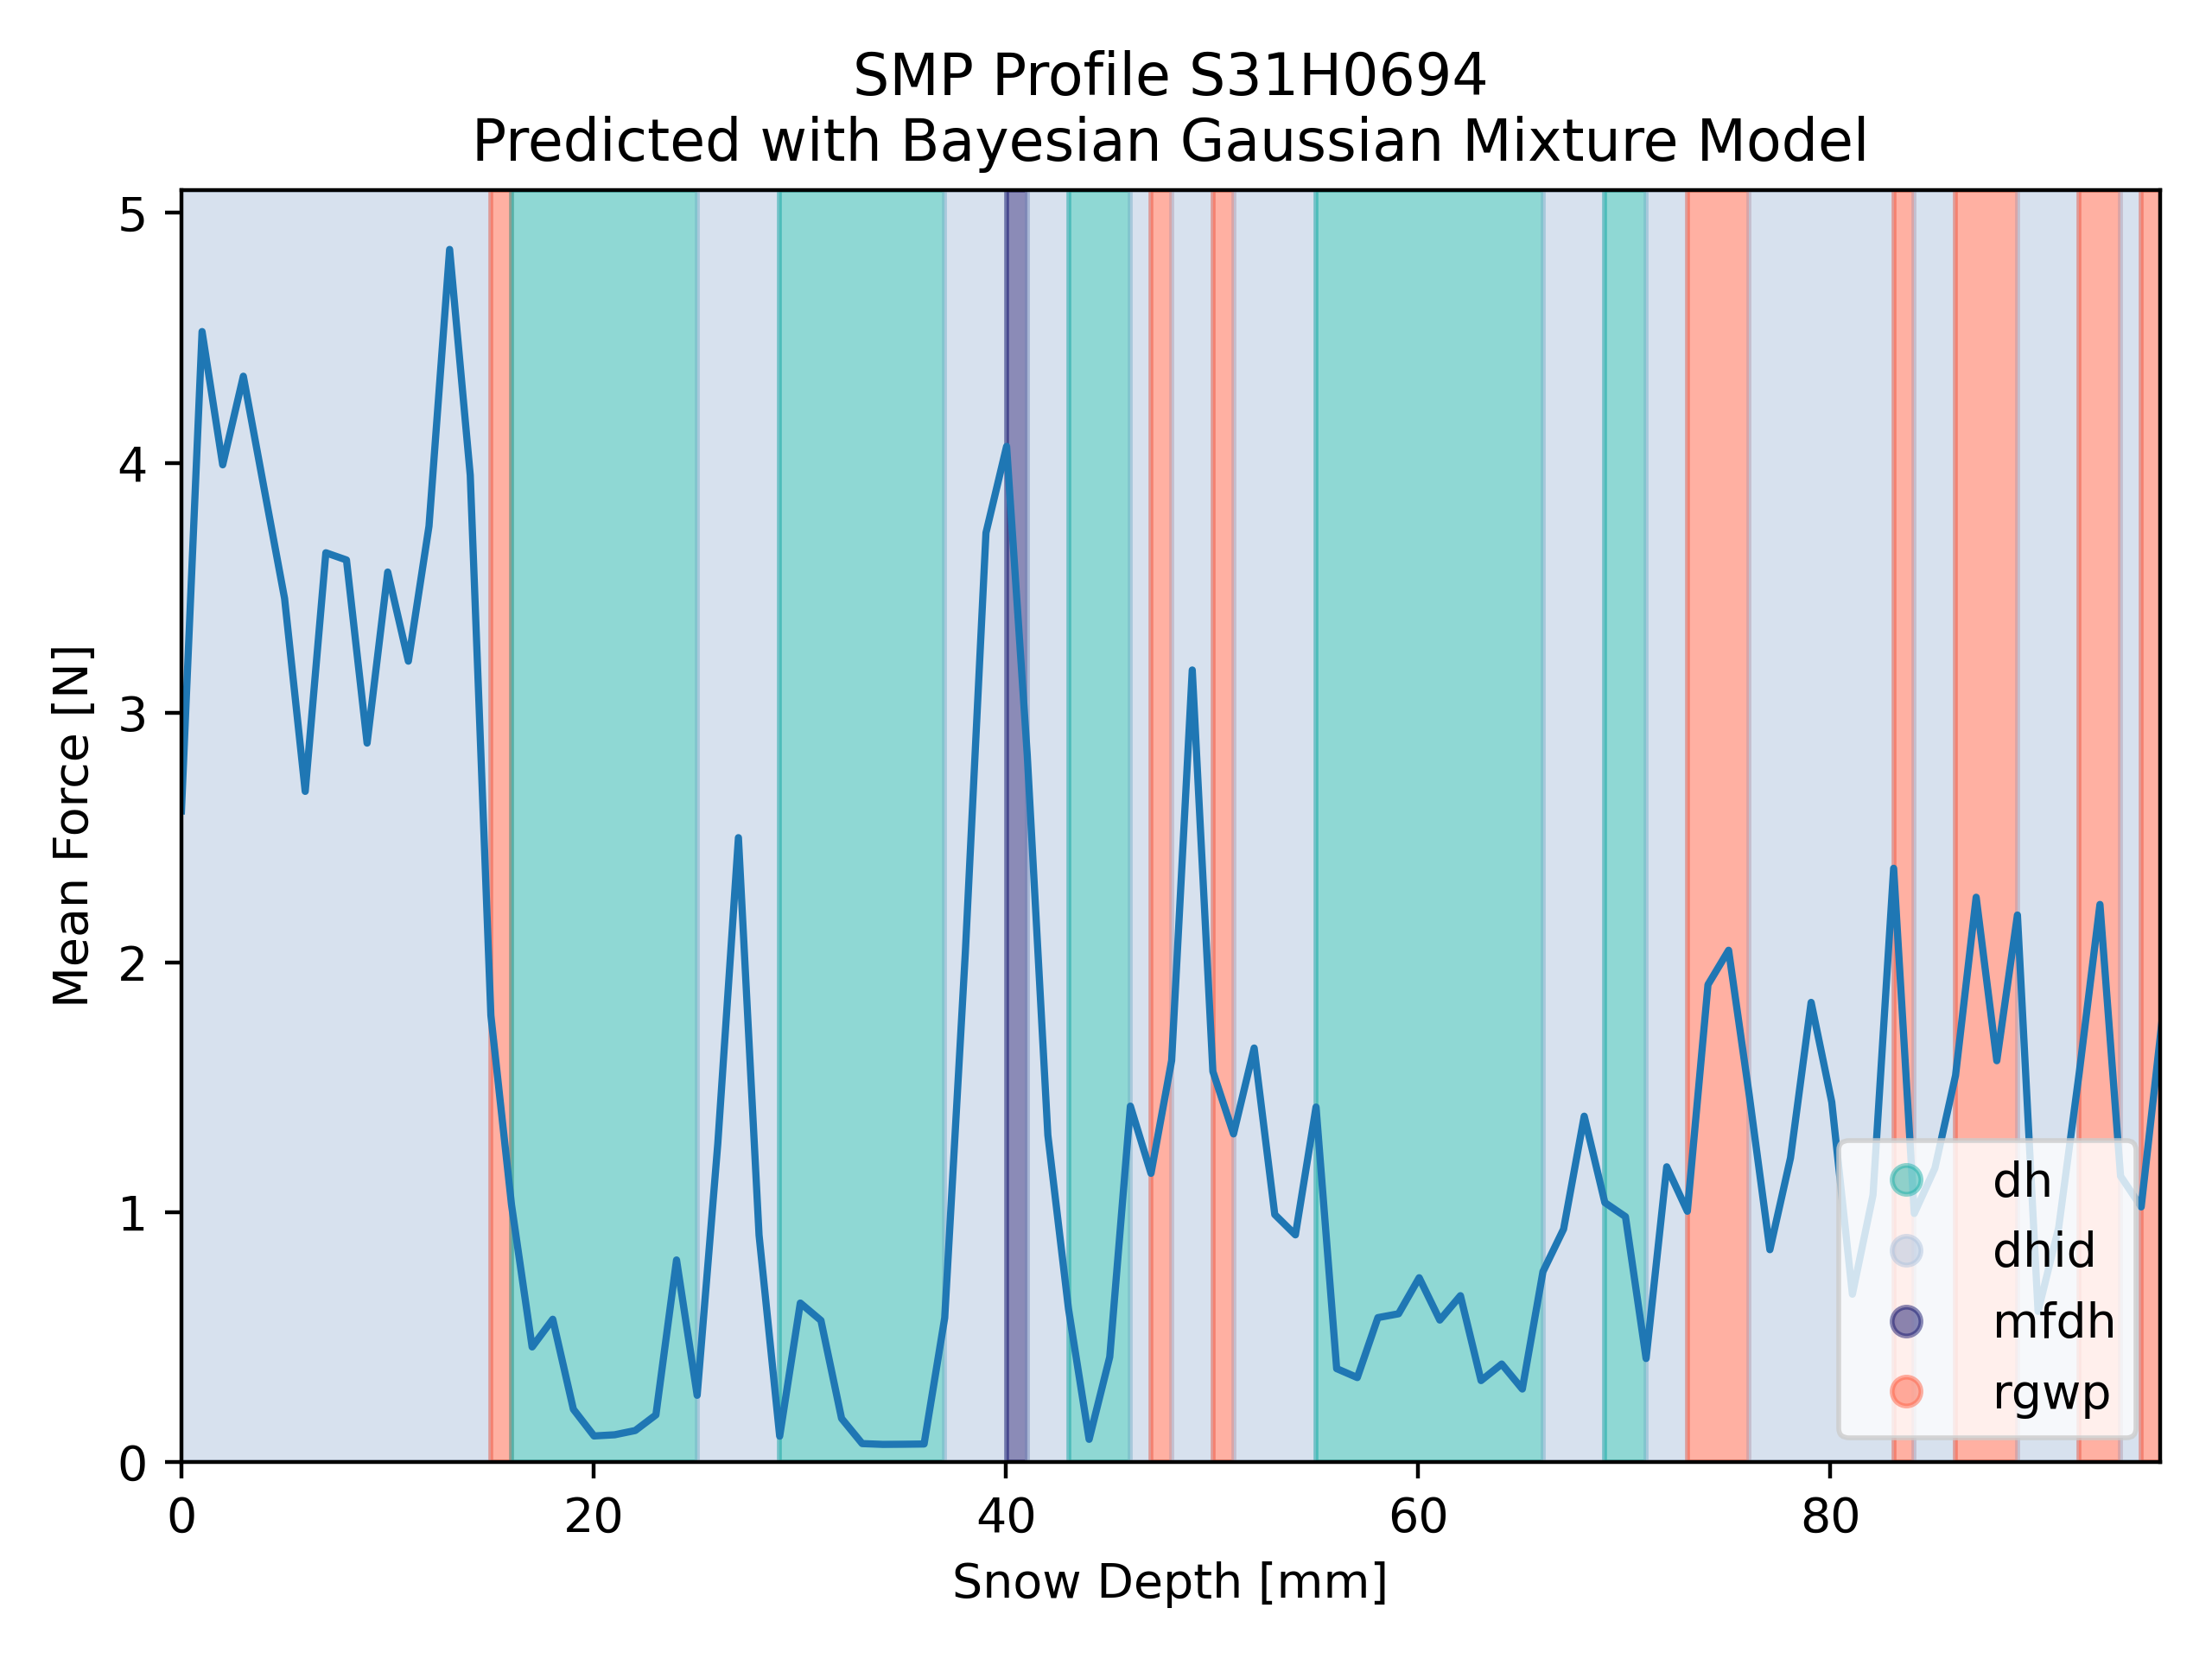 SMP Profile S31H0694
Predicted with Bayesian Gaussian Mixture Model
5
4
3
2
1
0
Mean Force [N]
dh
dhid
mfdh
rgwp
0 20 40 60 80
Snow Depth [mm]